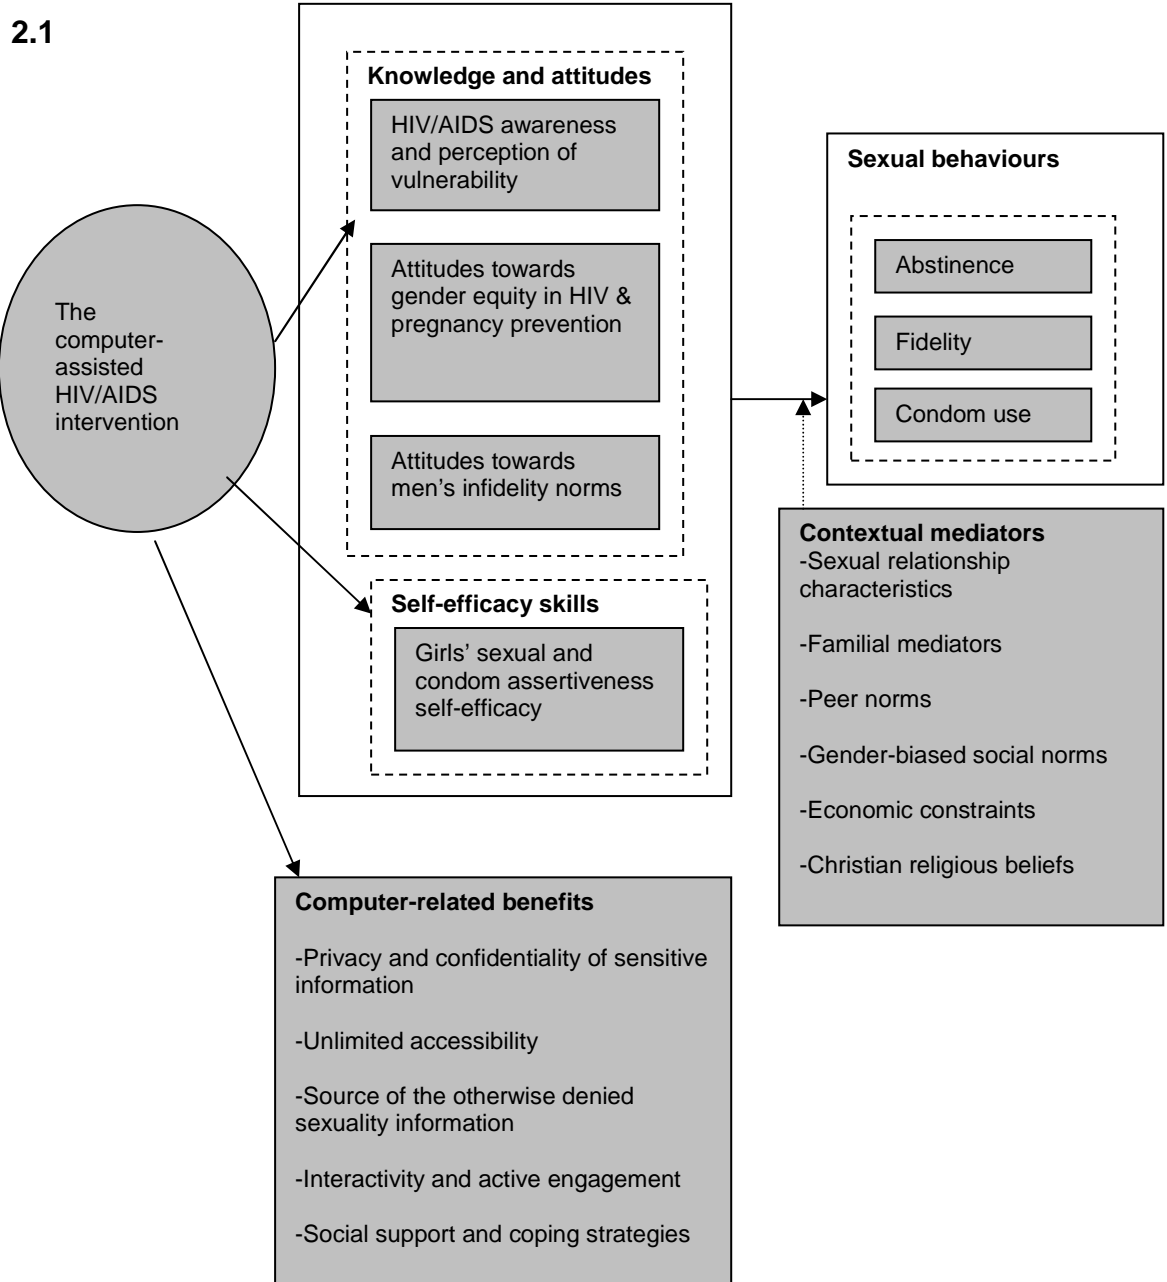 2.1
The
computer-
assisted
HIV/AIDS
intervention
Knowledge and attitudes
HIV/AIDS awareness
and perception of
vulnerability
Attitudes towards
gender equity in HIV &
pregnancy prevention
Attitudes towards
men’s infidelity norms
Self-efficacy skills
Girls’ sexual and
condom assertiveness
self-efficacy
Sexual behaviours
Abstinence
Fidelity
Condom use
Contextual mediators
-Sexual relationship
characteristics
-Familial mediators
-Peer norms
-Gender-biased social norms
-Economic constraints
-Christian religious beliefs
Computer-related benefits
-Privacy and confidentiality of sensitive
information
-Unlimited accessibility
-Source of the otherwise denied
sexuality information
-Interactivity and active engagement
-Social support and coping strategies